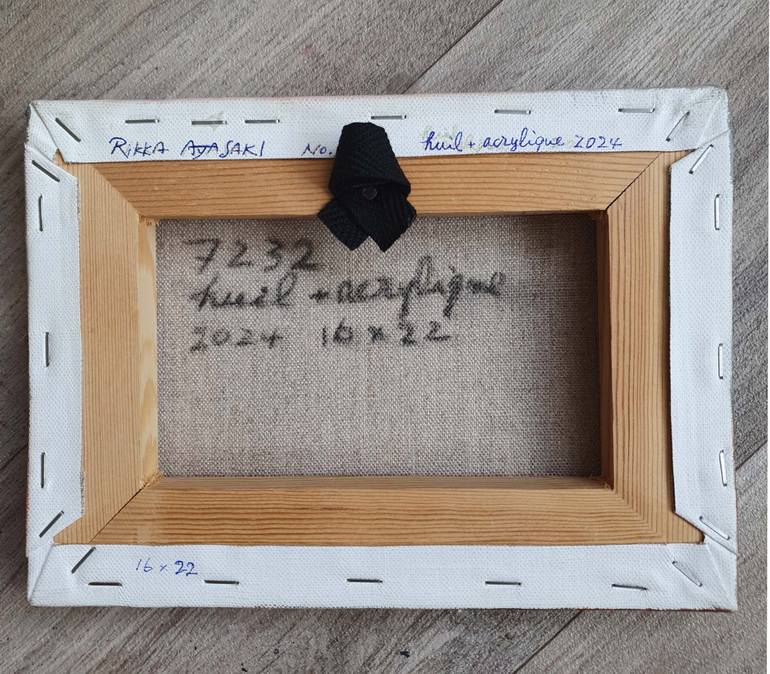 RIKKA AYASAKI No. huil + acrylique 2024
7232
huil + acrylique
2024 16 x 22
16 x 22